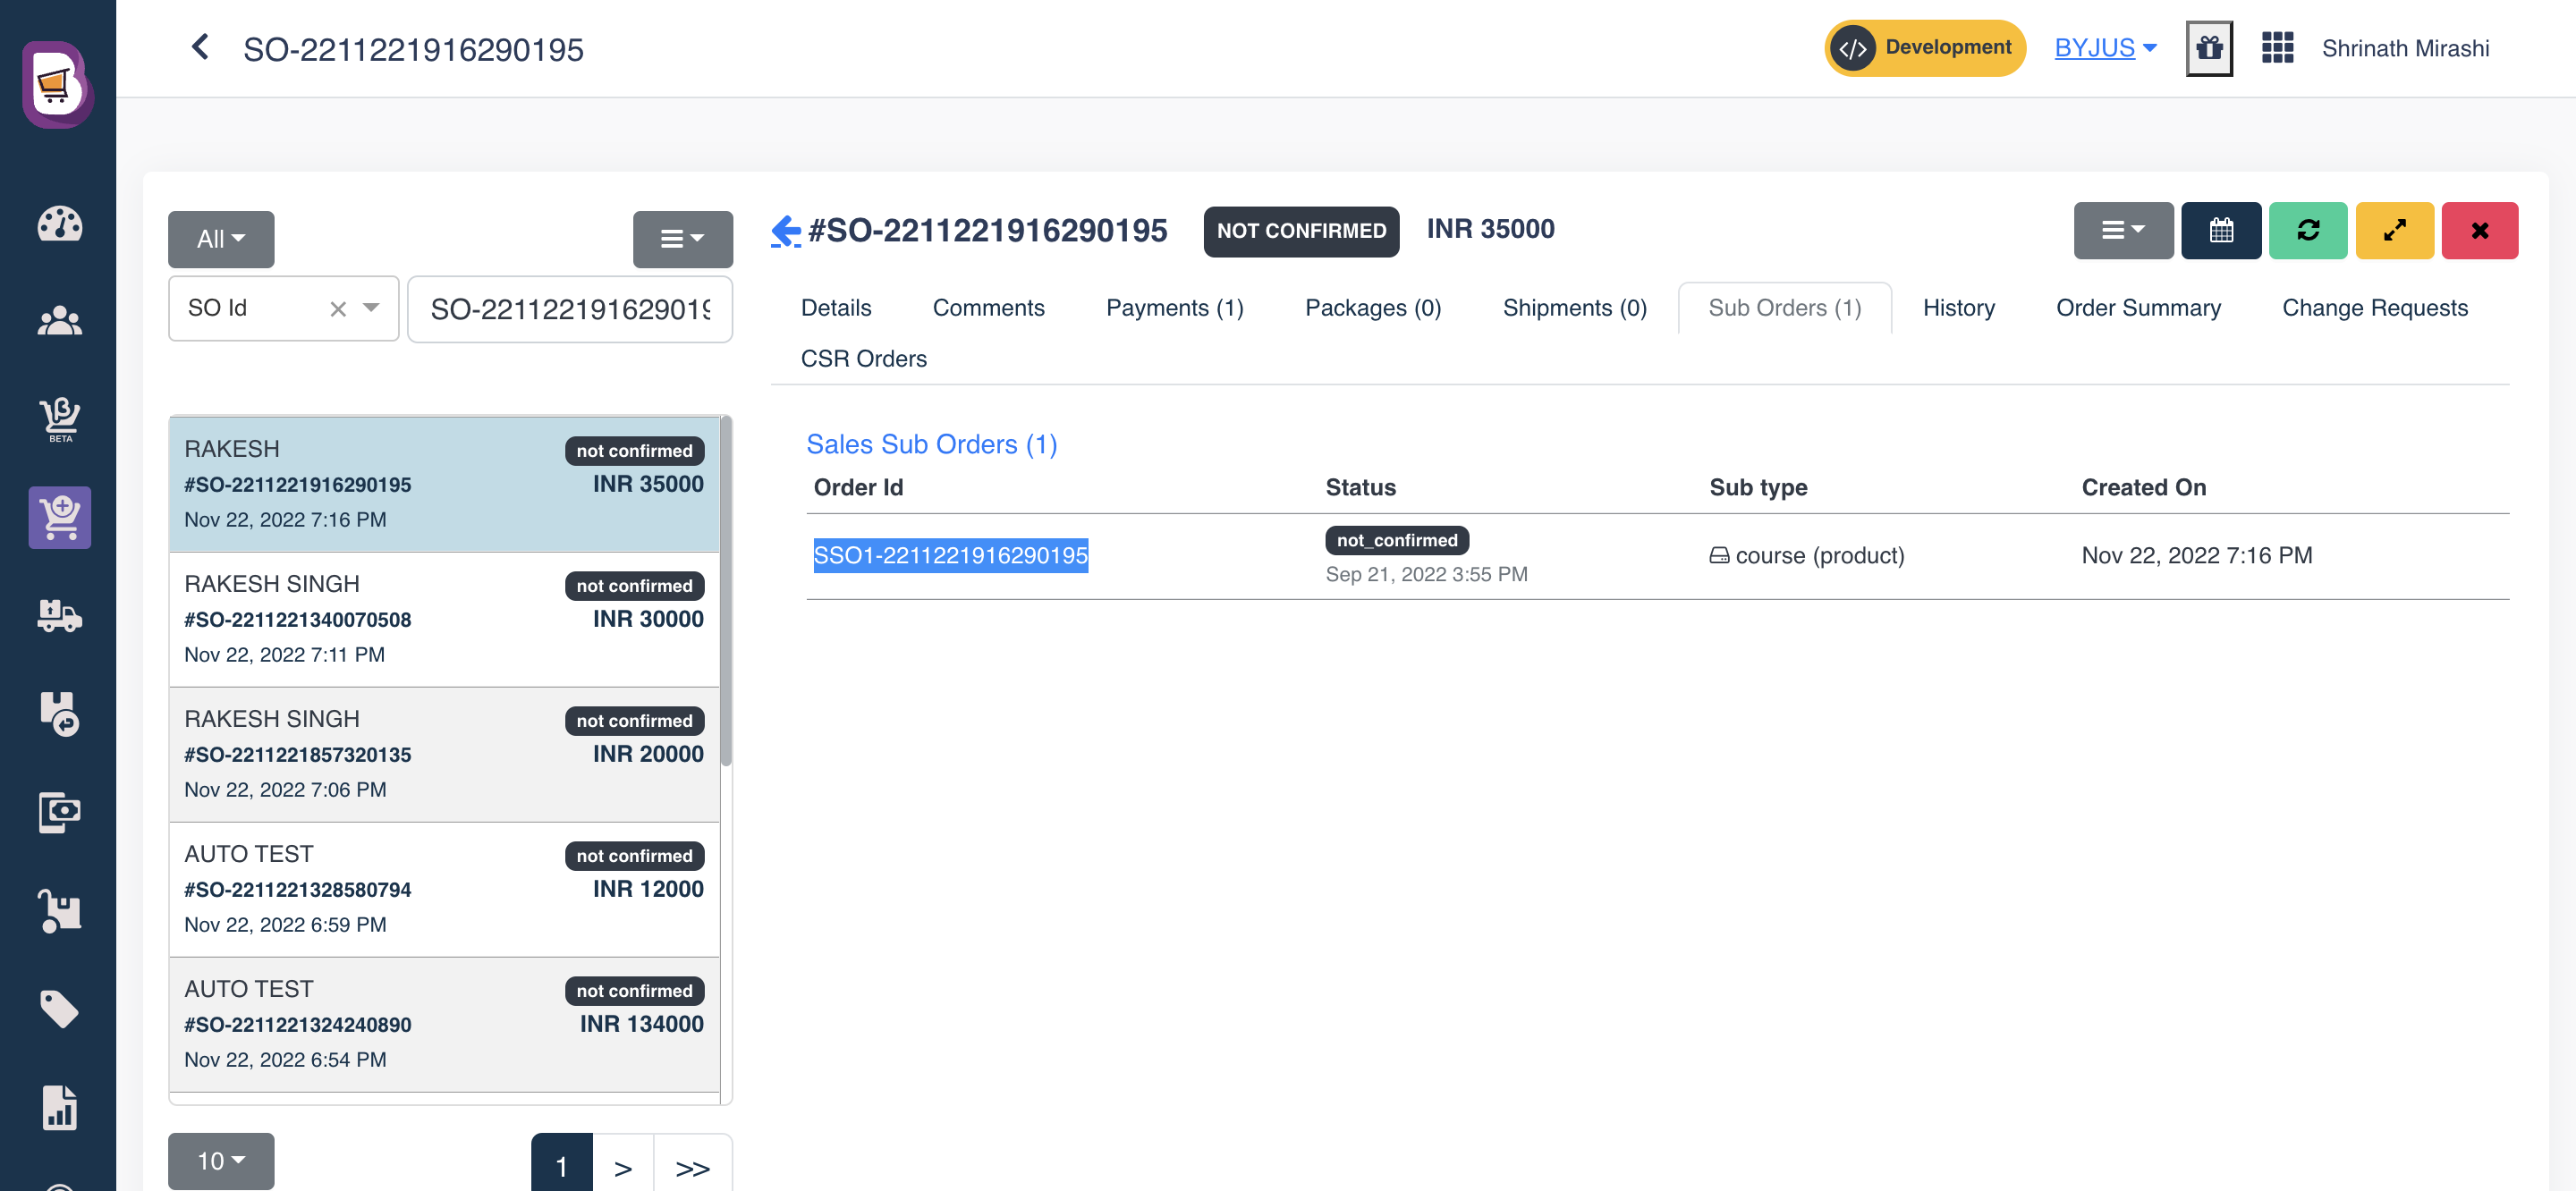 SO-2211221916290195
</> Development
BYJUS
Shrinath Mirashi
B
β
BETA
All
SO Id
SO-221122191629019
RAKESH
not confirmed
#SO-2211221916290195
INR 35000
Nov 22, 2022 7:16 PM
RAKESH SINGH
not confirmed
#SO-2211221340070508
INR 30000
Nov 22, 2022 7:11 PM
RAKESH SINGH
not confirmed
#SO-2211221857320135
INR 20000
Nov 22, 2022 7:06 PM
AUTO TEST
not confirmed
#SO-2211221328580794
INR 12000
Nov 22, 2022 6:59 PM
AUTO TEST
not confirmed
#SO-2211221324240890
INR 134000
Nov 22, 2022 6:54 PM
10
1 > >>
#SO-2211221916290195 NOT CONFIRMED INR 35000
Details Comments Payments (1) Packages (0) Shipments (0) Sub Orders (1) History Order Summary Change Requests
CSR Orders
Sales Sub Orders (1)
Order Id Status Sub type Created On
SSO1-2211221916290195 not_confirmed course (product) Nov 22, 2022 7:16 PM
Sep 21, 2022 3:55 PM